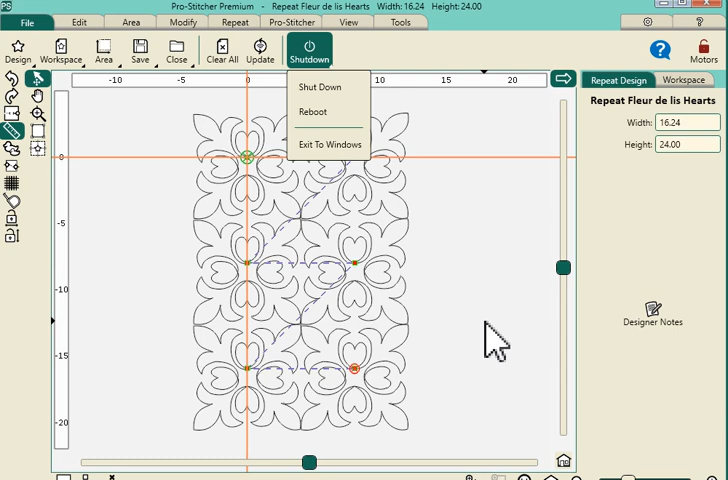 PS Pro-Stitcher Premium - Repeat Fleur de lis Hearts Width: 16.24 Height: 24.00
File Edit Area Modify Repeat Pro-Stitcher View Tools ?
Design Workspace Area Save Close Clear All Update Shutdown ? Motors
Shut Down
Reboot
Exit To Windows
-10 -5 0 10 15 20
0
-5
-10
-15
-20
Repeat Design Workspace
Repeat Fleur de lis Hearts
Width: 16.24
Height: 24.00
Designer Notes